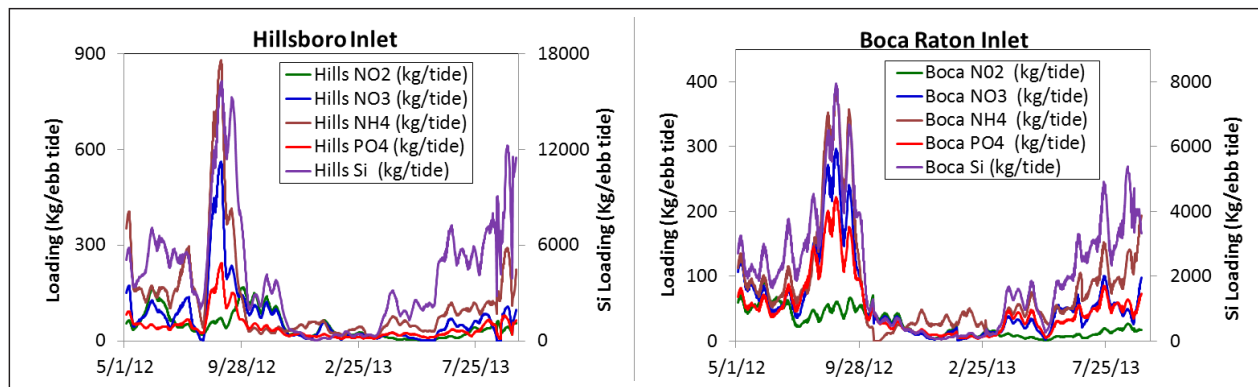 Hillsboro Inlet
900
600
300
0
Loading (Kg/ebb tide)
Hills NO2 (kg/tide)
Hills NO3 (kg/tide)
Hills NH4 (kg/tide)
Hills PO4 (kg/tide)
Hills Si (kg/tide)
18000
12000
6000
0
Si Loading (Kg/ebb tide)
5/1/12 9/28/12 2/25/13 7/25/13
Boca Raton Inlet
400
300
200
100
0
Loading (Kg/ebb tide)
Boca N02 (kg/tide)
Boca NO3 (kg/tide)
Boca NH4 (kg/tide)
Boca PO4 (kg/tide)
Boca Si (kg/tide)
8000
6000
4000
2000
0
Si Loading (Kg/ebb tide)
5/1/12 9/28/12 2/25/13 7/25/13